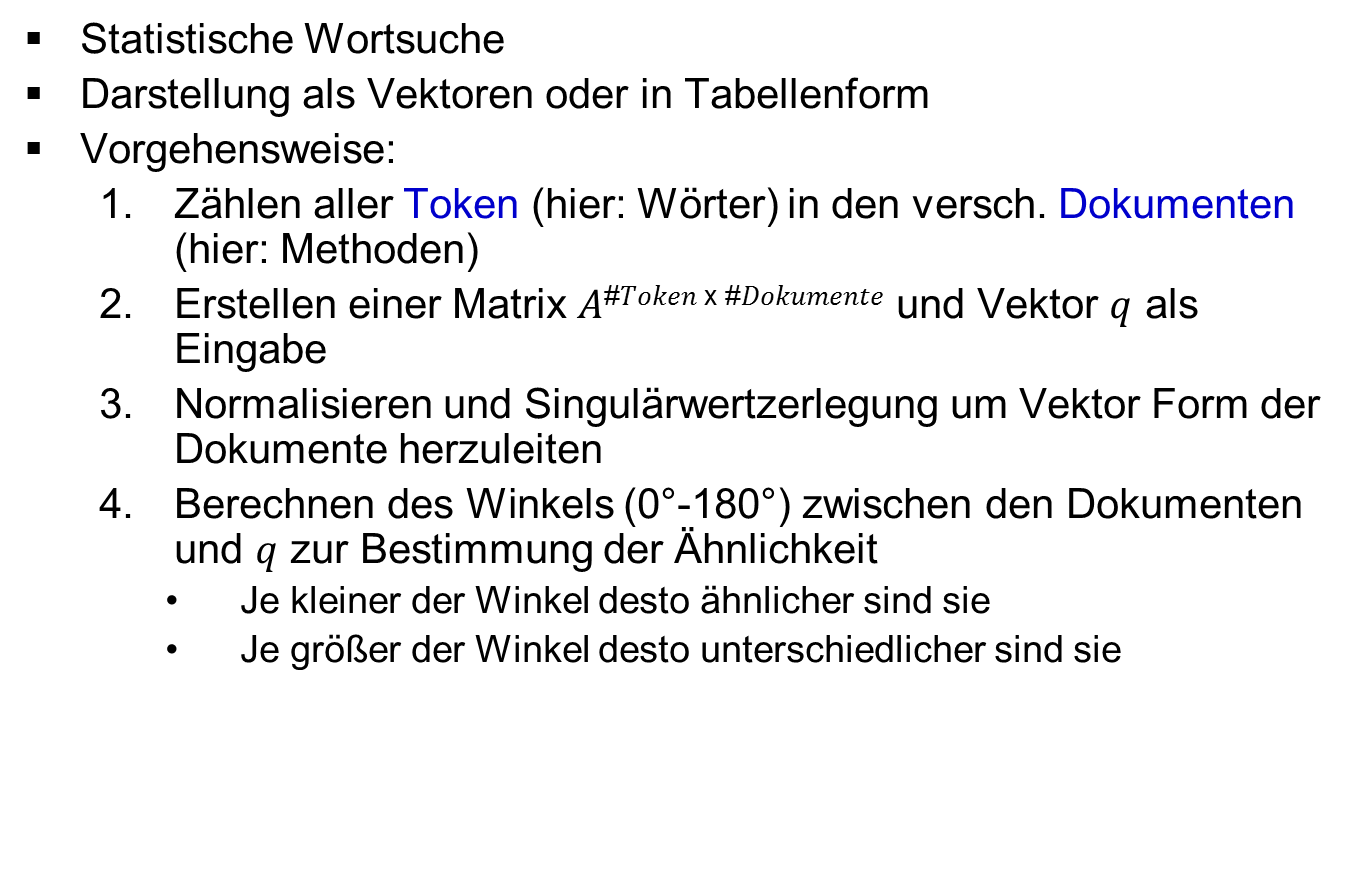 ▪ Statistische Wortsuche
▪ Darstellung als Vektoren oder in Tabellenform
▪ Vorgehensweise:
1. Zählen aller Token (hier: Wörter) in den versch. Dokumenten
(hier: Methoden)
2. Erstellen einer Matrix A^#Token x #Dokumente und Vektor q als
Eingabe
3. Normalisieren und Singulärwertzerlegung um Vektor Form der
Dokumente herzuleiten
4. Berechnen des Winkels (0°-180°) zwischen den Dokumenten
und q zur Bestimmung der Ähnlichkeit
• Je kleiner der Winkel desto ähnlicher sind sie
• Je größer der Winkel desto unterschiedlicher sind sie